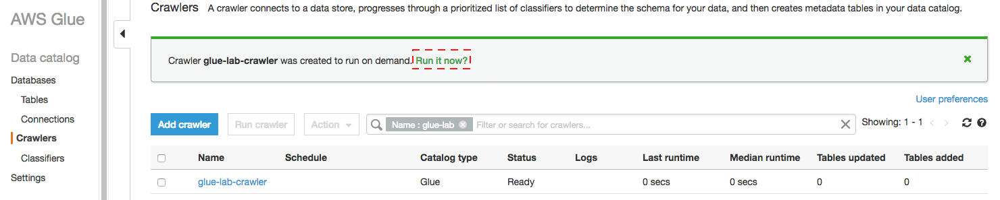 AWS Glue
Data catalog
Databases
Tables
Connections
Crawlers
Classifiers
Settings
Crawlers A crawler connects to a data store, progresses through a prioritized list of classifiers to determine the schema for your data, and then creates metadata tables in your data catalog.
Crawler glue-lab-crawler was created to run on demand. Run it now?
User preferences
Add crawler Run crawler Action Name : glue-lab Filter or search for crawlers... Showing: 1 - 1
Name Schedule Catalog type Status Logs Last runtime Median runtime Tables updated Tables added
glue-lab-crawler Glue Ready 0 secs 0 secs 0 0